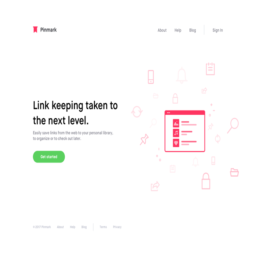 Pinmark
About Help Blog Sign in
Link keeping taken to
the next level.
Easily save links from the web to your personal library,
to organize or to check out later.
Get started
Pinmark About Help Blog Terms Privacy